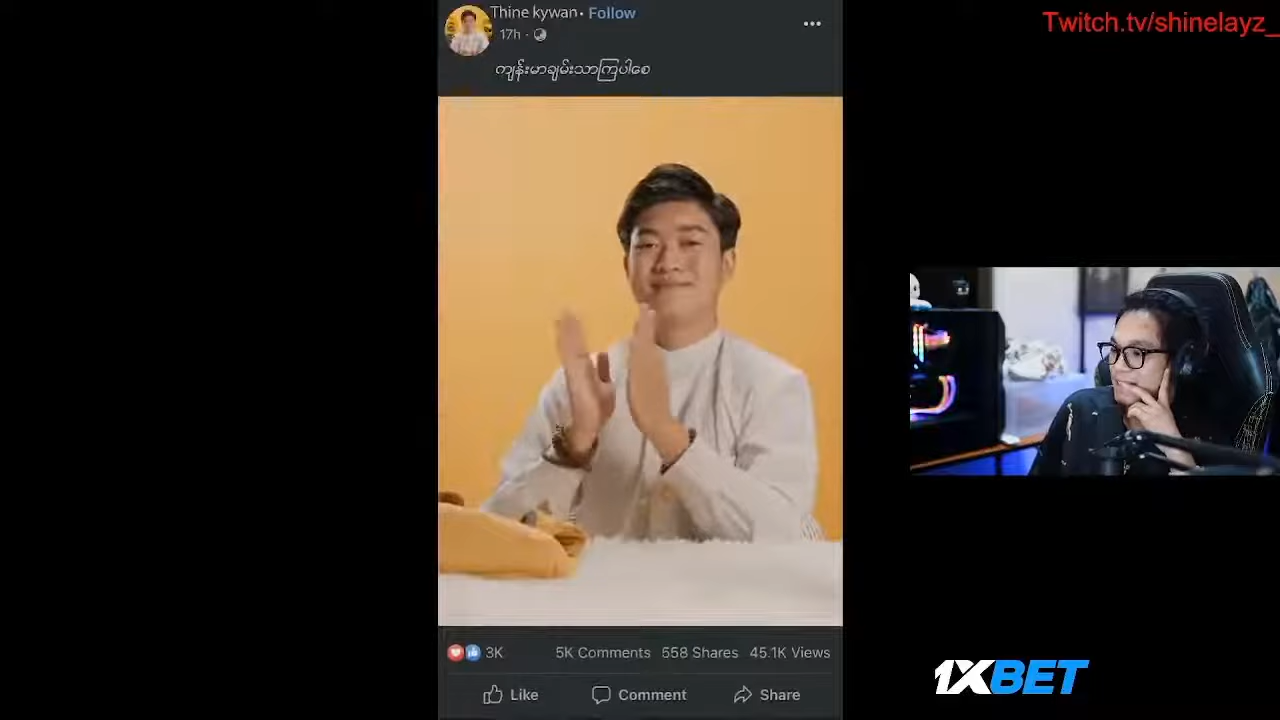 Thine kywan · Follow
17h ·
ကျန်းမာချမ်းသာကြပါစေ
Twitch.tv/shinelayz_
3K 5K Comments 558 Shares 45.1K Views
Like Comment Share
1XBET